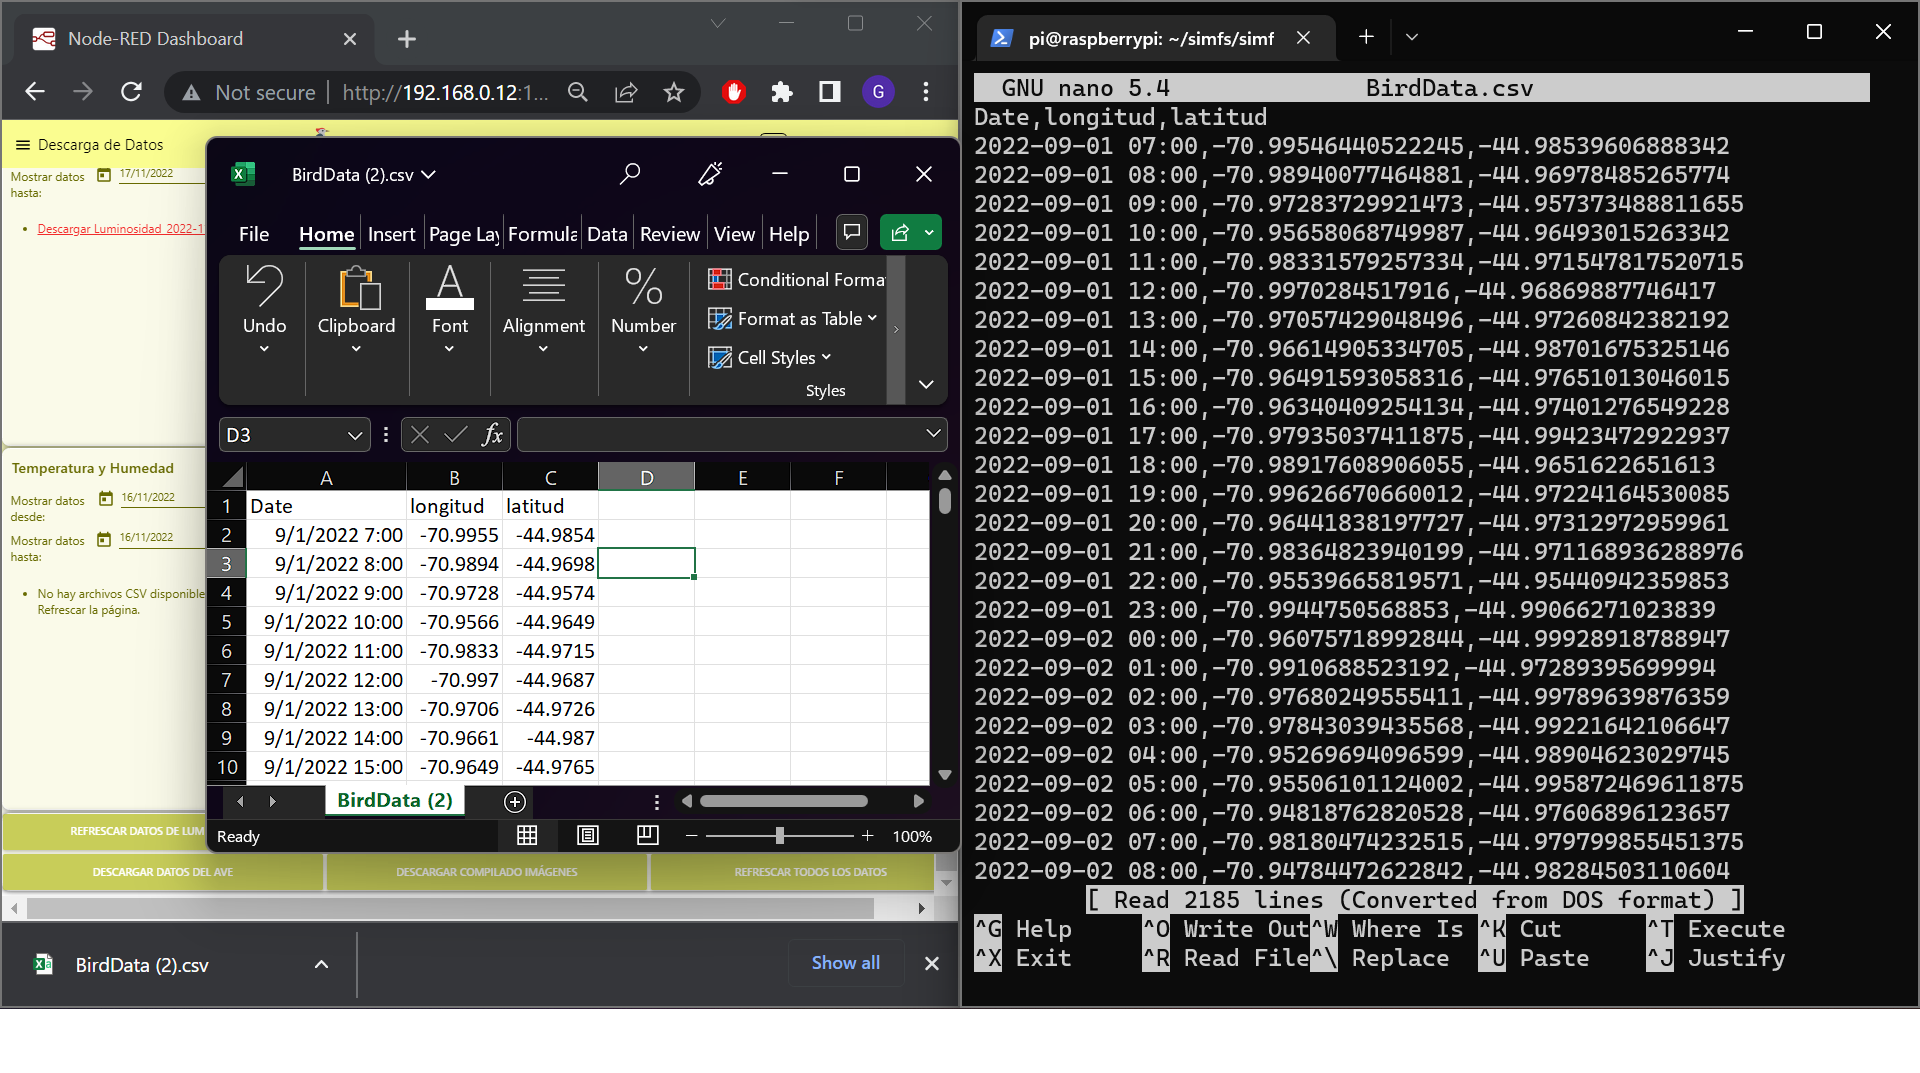 Node-RED Dashboard
Not secure
http://192.168.0.12:1...
G
Descarga de Datos
Mostrar datos
hasta:
17/11/2022
Descargar Luminosidad 2022-1
Temperatura y Humedad
Mostrar datos
desde:
16/11/2022
Mostrar datos
hasta:
16/11/2022
No hay archivos CSV disponible
Refrescar la página.
REFRESCAR DATOS DE LUM
DESCARGAR DATOS DEL AVE
DESCARGAR COMPILADO IMÁGENES
REFRESCAR TODOS LOS DATOS
BirdData (2).csv
Show all
BirdData (2).csv
File Home Insert Page Lay Formula Data Review View Help
Undo
Clipboard
Font
Alignment
Number
Conditional Forma
Format as Table
Cell Styles
Styles
D3
fx
A B C D E F
1 Date longitud latitud
2 9/1/2022 7:00 -70.9955 -44.9854
3 9/1/2022 8:00 -70.9894 -44.9698
4 9/1/2022 9:00 -70.9728 -44.9574
5 9/1/2022 10:00 -70.9566 -44.9649
6 9/1/2022 11:00 -70.9833 -44.9715
7 9/1/2022 12:00 -70.997 -44.9687
8 9/1/2022 13:00 -70.9706 -44.9726
9 9/1/2022 14:00 -70.9661 -44.987
10 9/1/2022 15:00 -70.9649 -44.9765
BirdData (2)
Ready
100%
pi@raspberrypi: ~/simfs/simf
GNU nano 5.4 BirdData.csv
Date,longitud,latitud
2022-09-01 07:00,-70.99546440522245,-44.98539606888342
2022-09-01 08:00,-70.98940077464881,-44.96978485265774
2022-09-01 09:00,-70.97283729921473,-44.957373488811655
2022-09-01 10:00,-70.95658068749987,-44.96493015263342
2022-09-01 11:00,-70.98331579257334,-44.971547817520715
2022-09-01 12:00,-70.99702845179​16,-44.96869887746417
2022-09-01 13:00,-70.97057429048496,-44.97260842382192
2022-09-01 14:00,-70.96614905334705,-44.98701675325146
2022-09-01 15:00,-70.96491593058316,-44.97651013046015
2022-09-01 16:00,-70.96340409254134,-44.97401276549228
2022-09-01 17:00,-70.97935037411875,-44.99423472922937
2022-09-01 18:00,-70.98917608906055,-44.9651622651613
2022-09-01 19:00,-70.99626670660012,-44.97224164530085
2022-09-01 20:00,-70.96441838197727,-44.97312972959961
2022-09-01 21:00,-70.98364823940199,-44.971168936288976
2022-09-01 22:00,-70.95539665819571,-44.95440942359853
2022-09-01 23:00,-70.9944750568853,-44.99066271023839
2022-09-02 00:00,-70.96075718992844,-44.99928918788947
2022-09-02 01:00,-70.99106885​23192,-44.97289395699994
2022-09-02 02:00,-70.97680249555411,-44.99789639876359
2022-09-02 03:00,-70.97843039435568,-44.99221642106647
2022-09-02 04:00,-70.95269694096599,-44.98904623029745
2022-09-02 05:00,-70.95506101124002,-44.995872469611875
2022-09-02 06:00,-70.948187628​20528,-44.97606896123657
2022-09-02 07:00,-70.98180474232515,-44.979799855451375
2022-09-02 08:00,-70.94784472622842,-44.98284503110604
[ Read 2185 lines (Converted from DOS format) ]
^G Help ^O Write Out ^W Where Is ^K Cut ^T Execute
^X Exit ^R Read File ^\ Replace ^U Paste ^J Justify